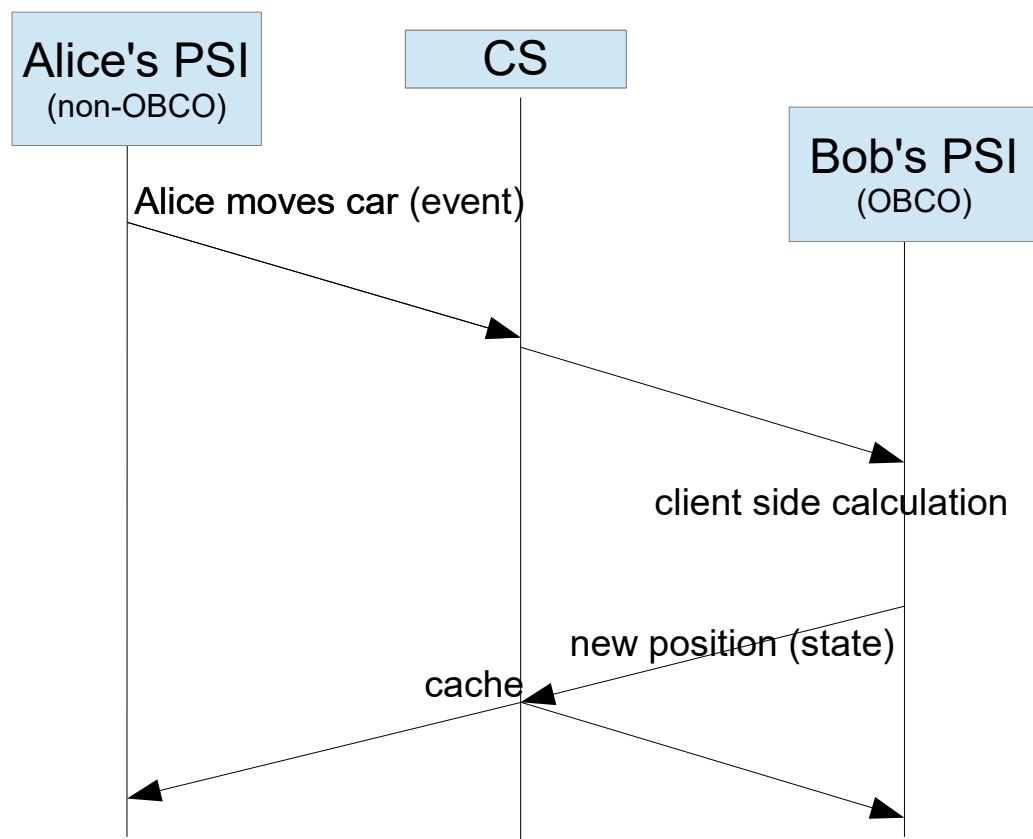 Alice's PSI
(non-OBCO)
CS
Bob's PSI
(OBCO)
Alice moves car (event)
client side calculation
new position (state)
cache